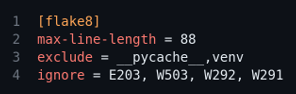 1 [flake8]
2 max-line-length = 88
3 exclude = __pycache__,venv
4 ignore = E203, W503, W292, W291